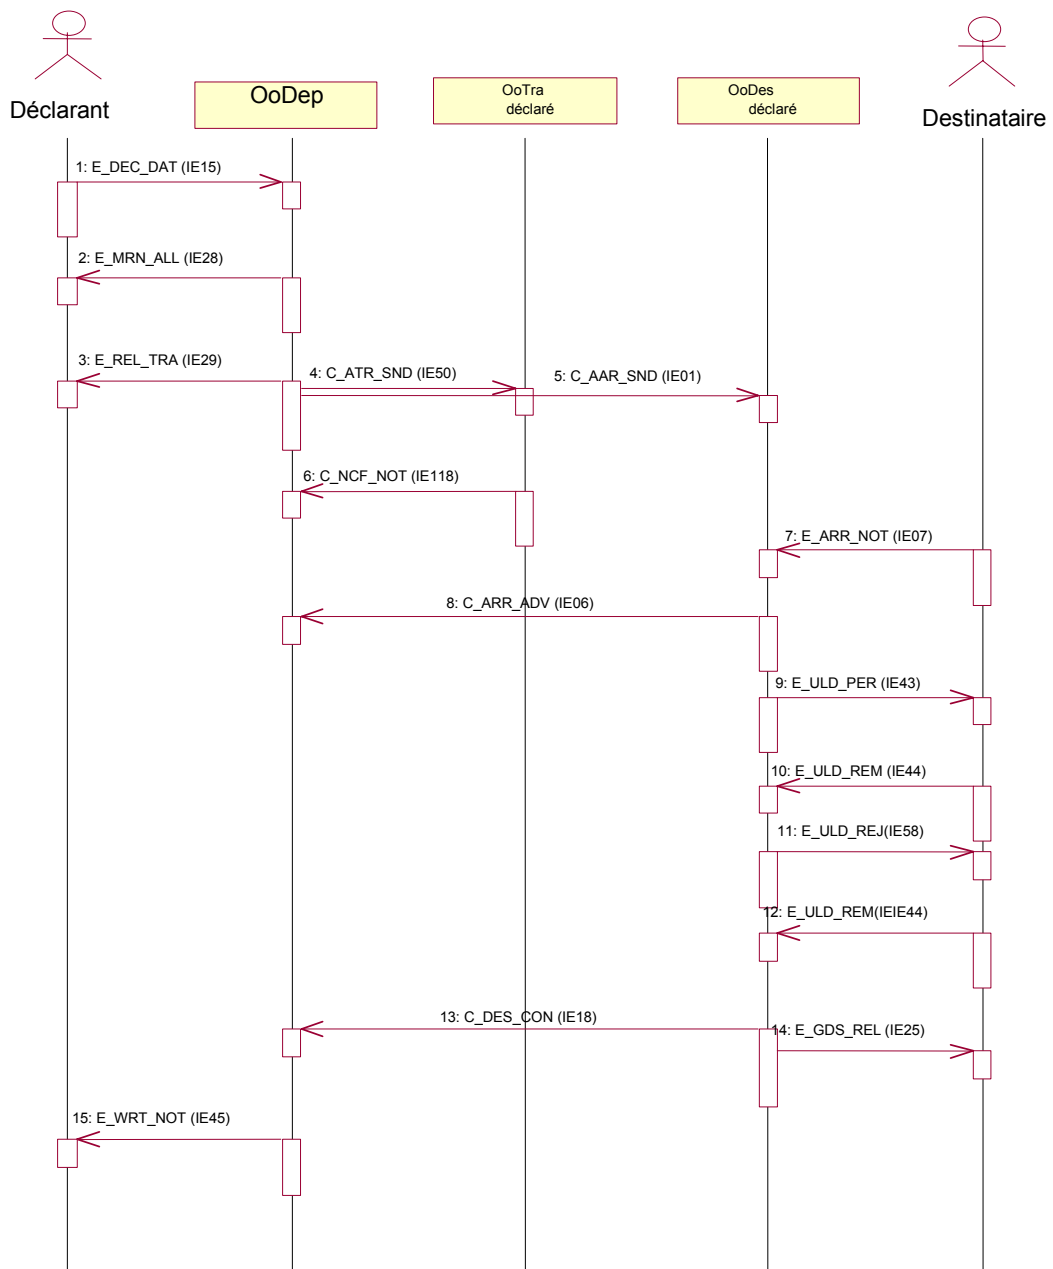 Déclarant
OoDep
OoTra
déclaré
OoDes
déclaré
Destinataire
1: E_DEC_DAT (IE15)
2: E_MRN_ALL (IE28)
3: E_REL_TRA (IE29)
4: C_ATR_SND (IE50)
5: C_AAR_SND (IE01)
6: C_NCF_NOT (IE118)
7: E_ARR_NOT (IE07)
8: C_ARR_ADV (IE06)
9: E_ULD_PER (IE43)
10: E_ULD_REM (IE44)
11: E_ULD_REJ(IE58)
12: E_ULD_REM(IEIE44)
13: C_DES_CON (IE18)
14: E_GDS_REL (IE25)
15: E_WRT_NOT (IE45)